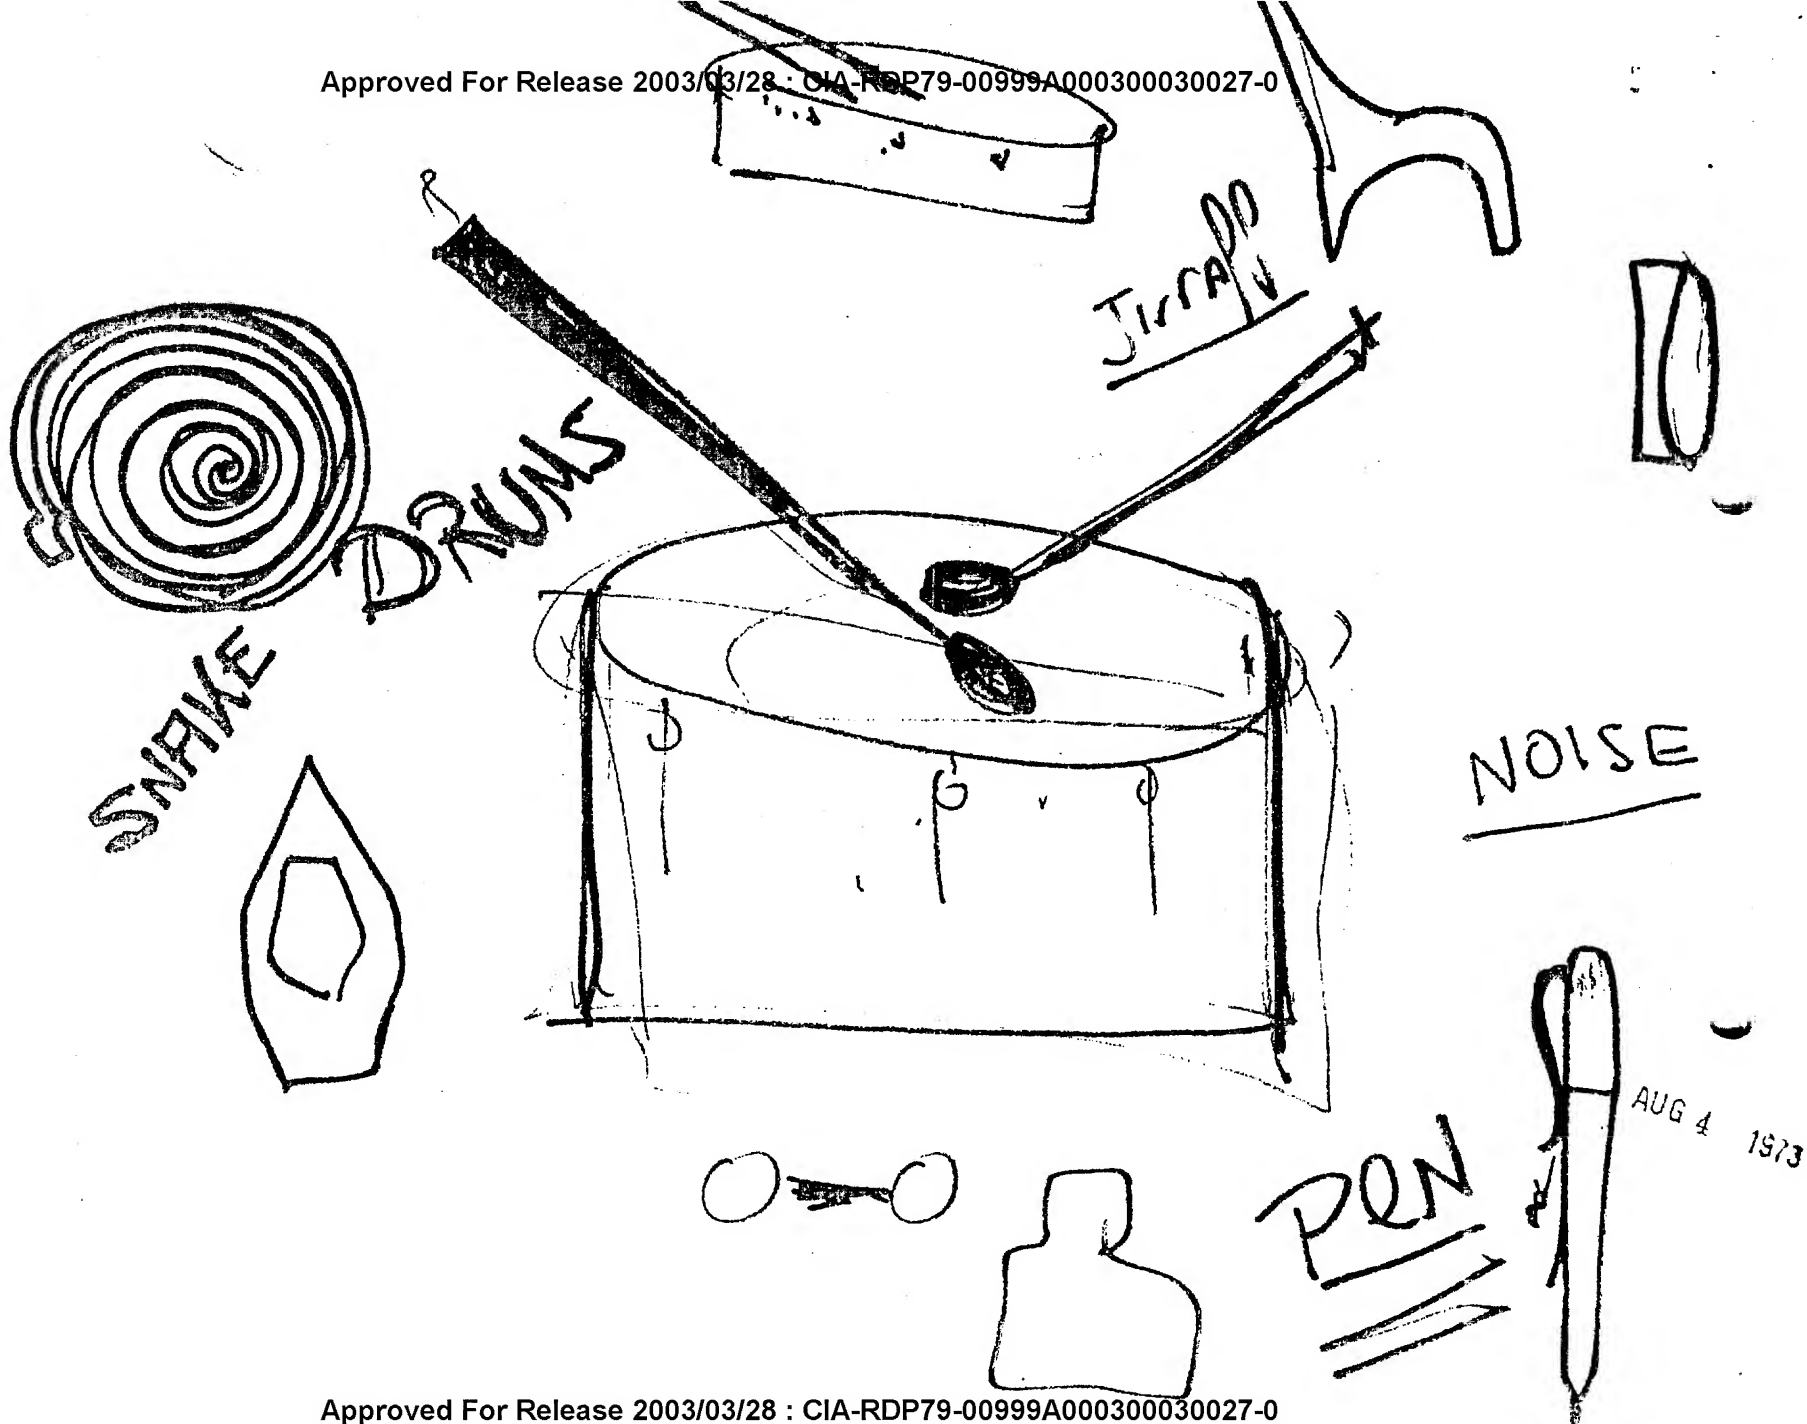 Approved For Release 2003/03/28 : CIA-RDP79-00999A000300030027-0
DRUMS
SNAKE
NOISE
PEN
AUG 4 1973
Approved For Release 2003/03/28 : CIA-RDP79-00999A000300030027-0